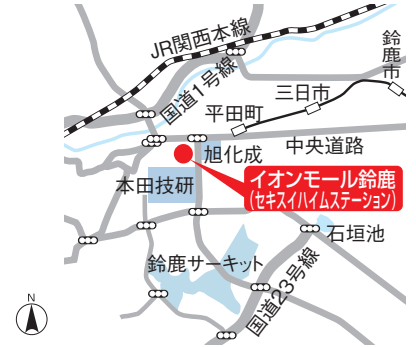 JR関西本線
国道1号線
鈴鹿市
三日市
平田町
中央道路
旭化成
イオンモール鈴鹿
(セキスイハイムステーション)
本田技研
石垣池
鈴鹿サーキット
国道23号線
N